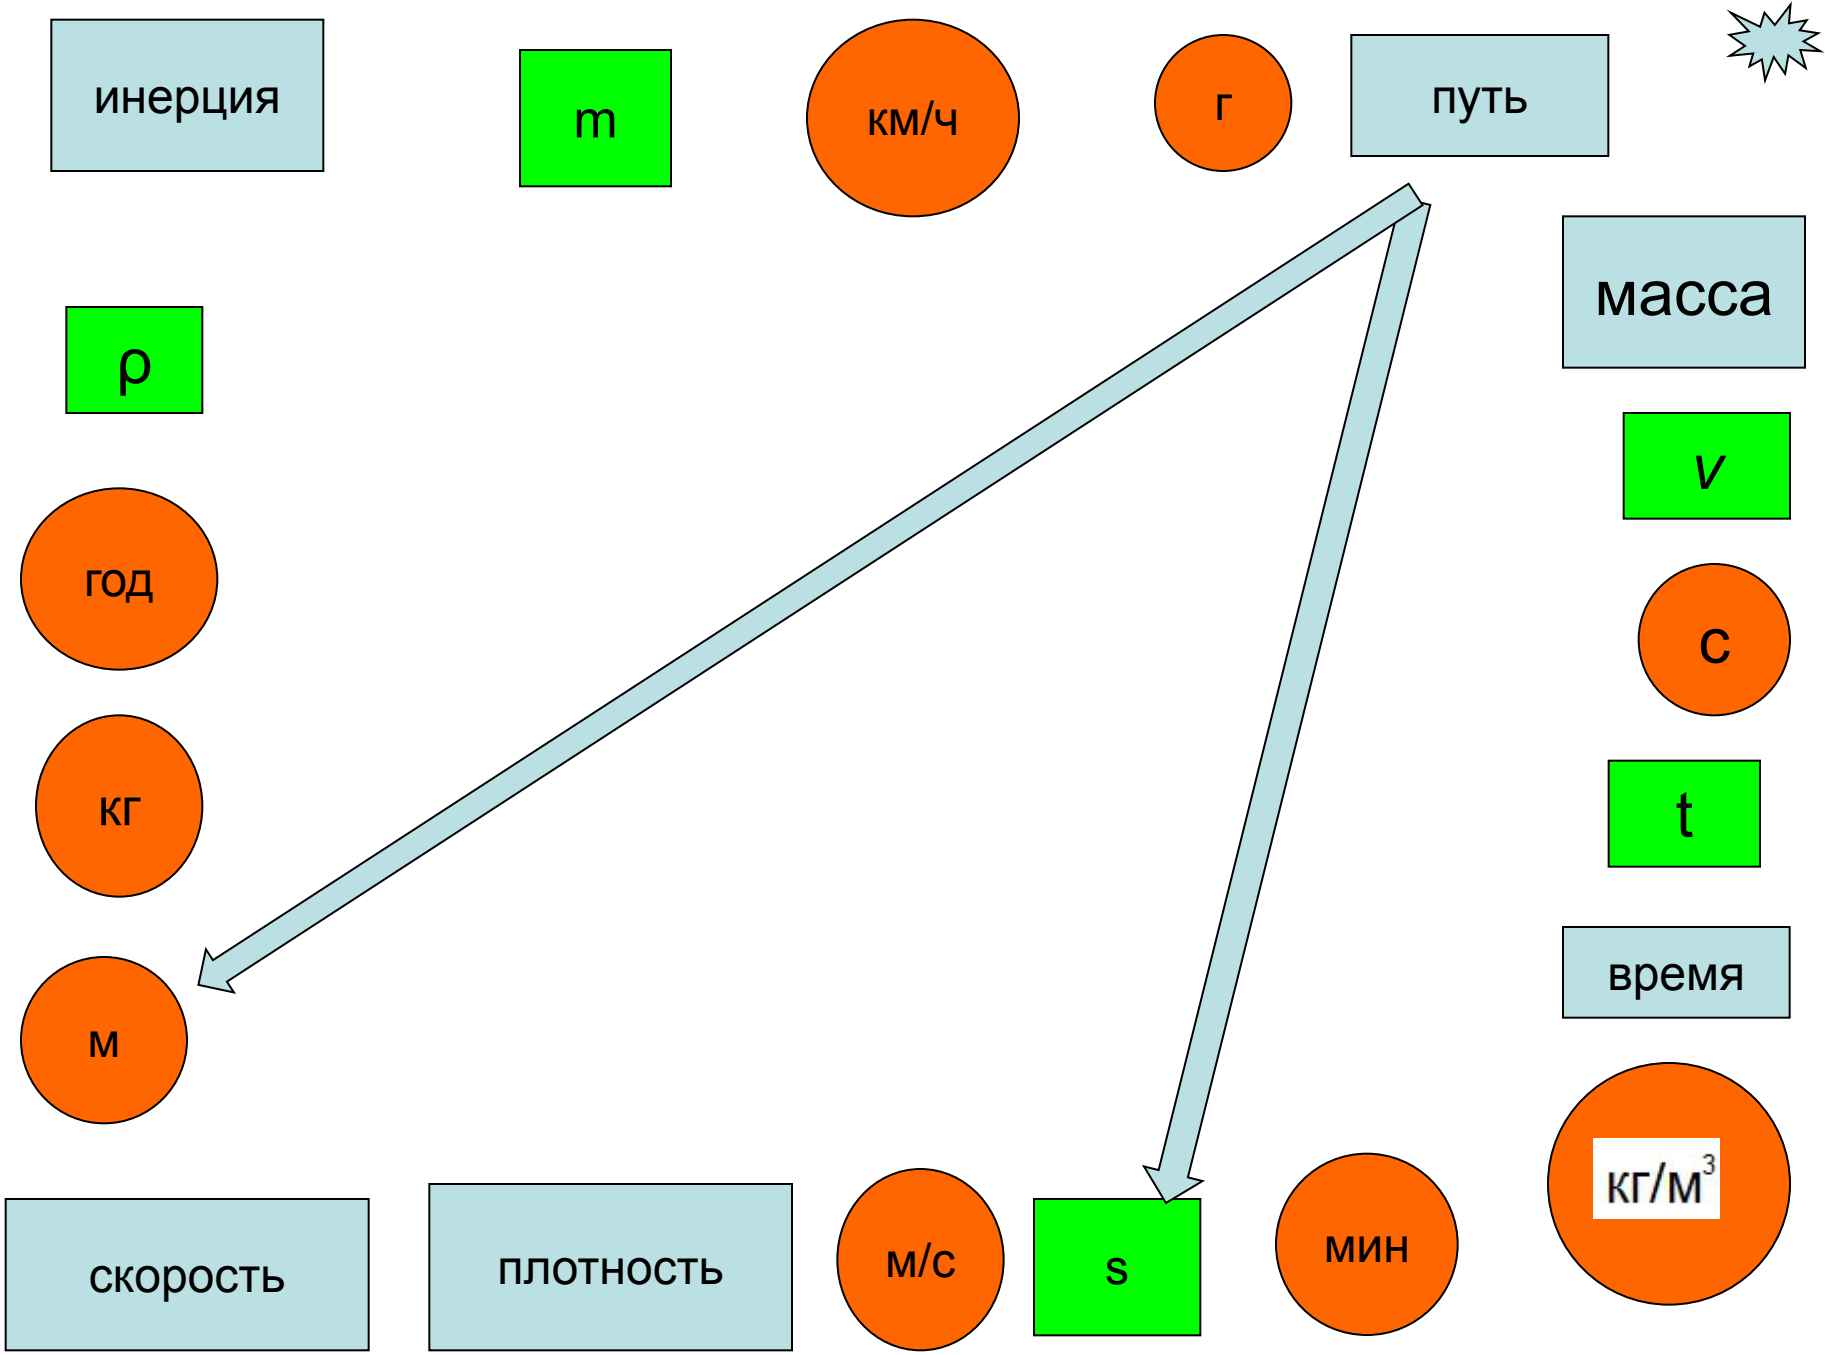 инерция
m
км/ч
г
путь
масса
ρ
v
год
с
кг
t
время
м
кг/м³
скорость
плотность
м/с
s
мин